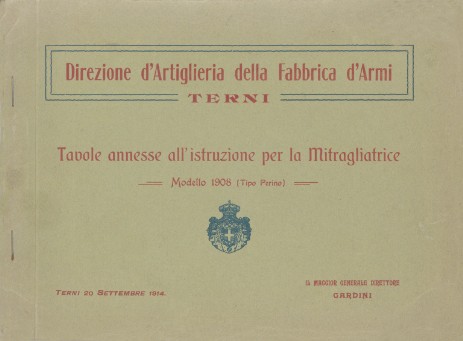 Direzione d'Artiglieria della Fabbrica d'Armi
TERNI
Tavole annesse all'istruzione per la Mitragliatrice
Modello 1908 (Tipo Perino)
TERNI 20 SETTEMBRE 1914.
IL MAGGIOR GENERALE DIRETTORE
GARDINI